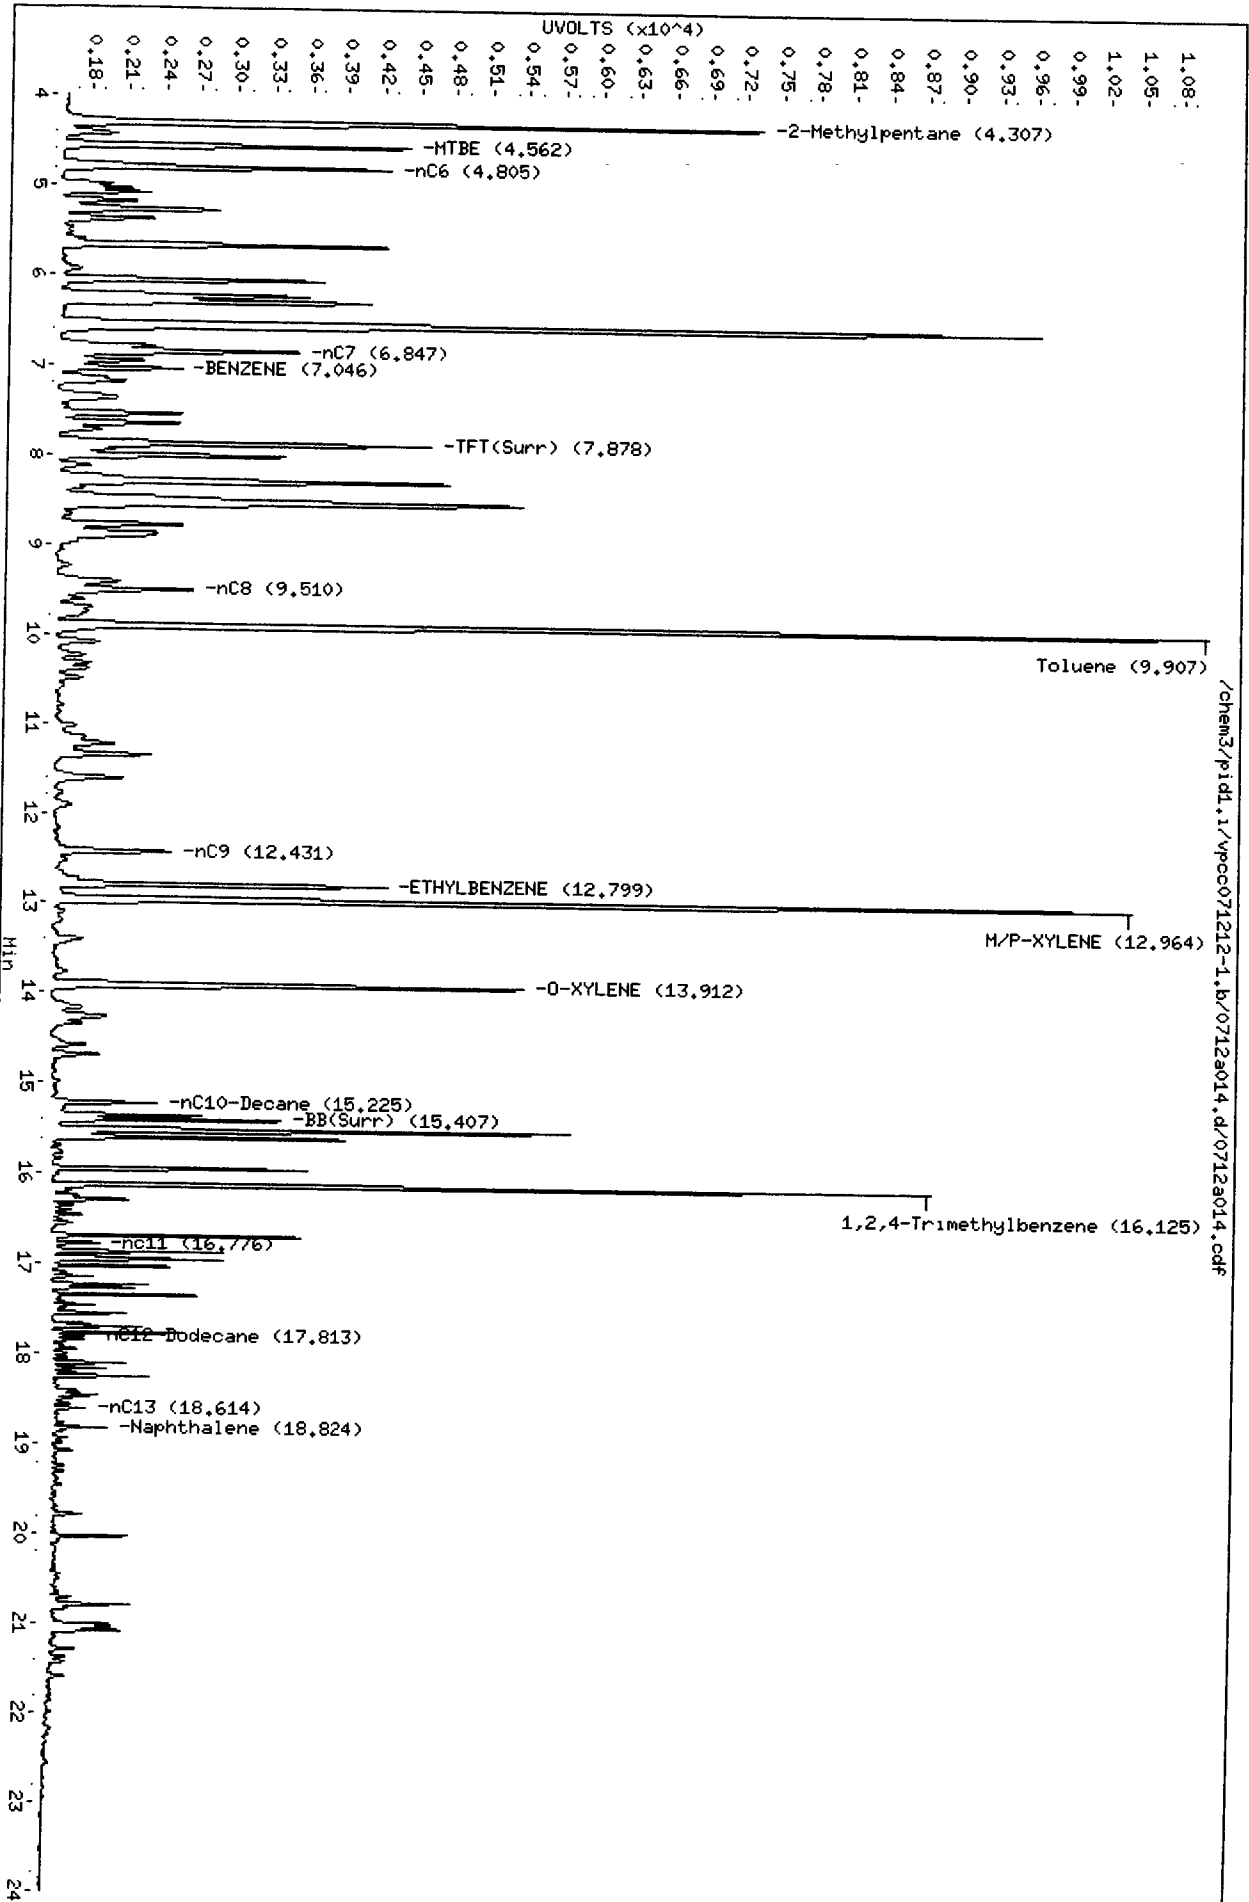 /chem3/pid1.i/vpcc071212-1.b/0712a014.d/0712a014.cdf
UVOLTS (x10^4)
1.08-
1.05-
1.02-
0.99-
0.96-
0.93-
0.90-
0.87-
0.84-
0.81-
0.78-
0.75-
0.72-
0.69-
0.66-
0.63-
0.60-
0.57-
0.54-
0.51-
0.48-
0.45-
0.42-
0.39-
0.36-
0.33-
0.30-
0.27-
0.24-
0.21-
0.18-
-2-Methylpentane (4.307)
-MTBE (4.562)
-nC6 (4.805)
-nC7 (6.847)
-BENZENE (7.046)
-TFT(Surr) (7.878)
-nC8 (9.510)
Toluene (9.907)
-nC9 (12.431)
-ETHYLBENZENE (12.799)
M/P-XYLENE (12.964)
-O-XYLENE (13.912)
-nC10-Decane (15.225)
-BB(Surr) (15.407)
1,2,4-Trimethylbenzene (16.125)
-nc11 (16.776)
nC12-Dodecane (17.813)
-nC13 (18.614)
-Naphthalene (18.824)
4
5
6
7
8
9
10
11
12
13
14
15
16
17
18
19
20
21
22
23
24
Min